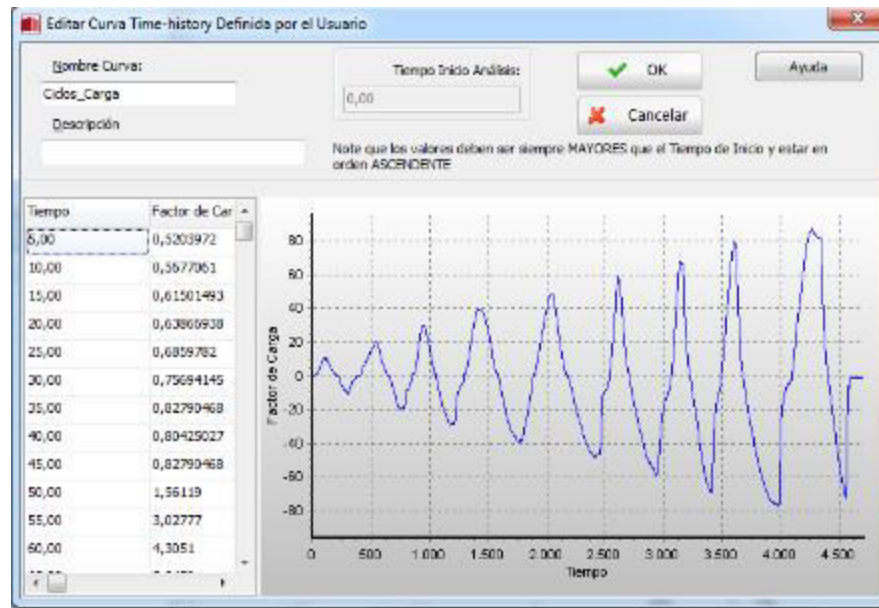 Editar Curva Time-history Definida por el Usuario
Nombre Curva:
Ciclos_Carga
Descripción
Tiempo Inicio Análisis:
0,00
OK
Cancelar
Ayuda
Note que los valores deben ser siempre MAYORES que el Tiempo de Inicio y estar en
orden ASCENDENTE
Tiempo Factor de Car
5,00 0,5203972
10,00 0,5677061
15,00 0,61501493
20,00 0,63866938
25,00 0,6859782
30,00 0,75694145
35,00 0,82790468
40,00 0,80425027
45,00 0,82790468
50,00 1,56119
55,00 3,02777
60,00 4,3051
Factor de Carga
80
60
40
20
0
-20
-40
-60
-80
0 500 1.000 1.500 2.000 2.500 3.000 3.500 4.000 4.500
Tiempo